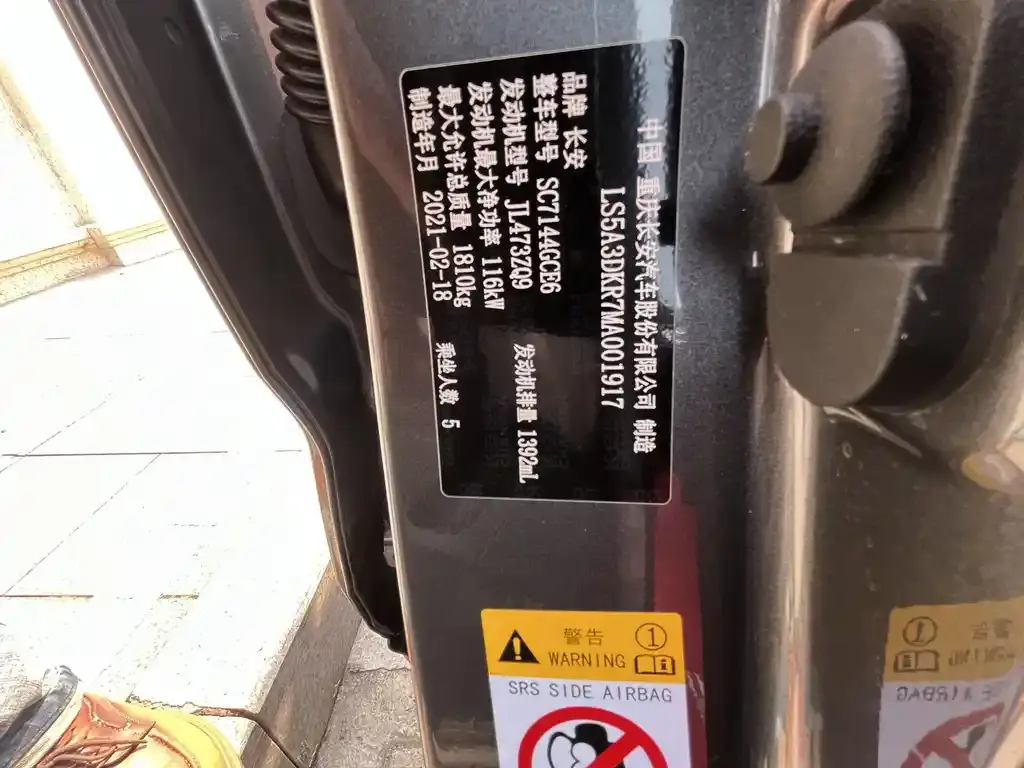 中国 重庆长安汽车股份有限公司 制造
LS5A3DKR7MA001917
品牌 长安
整车型号 SC7144GCE6
发动机型号 JL473ZQ9 发动机排量 1392mL
发动机最大净功率 116kW
最大允许总质量 1810kg 乘坐人数 5
制造年月 2021-02-18
警告 1
WARNING
SRS SIDE AIRBAG